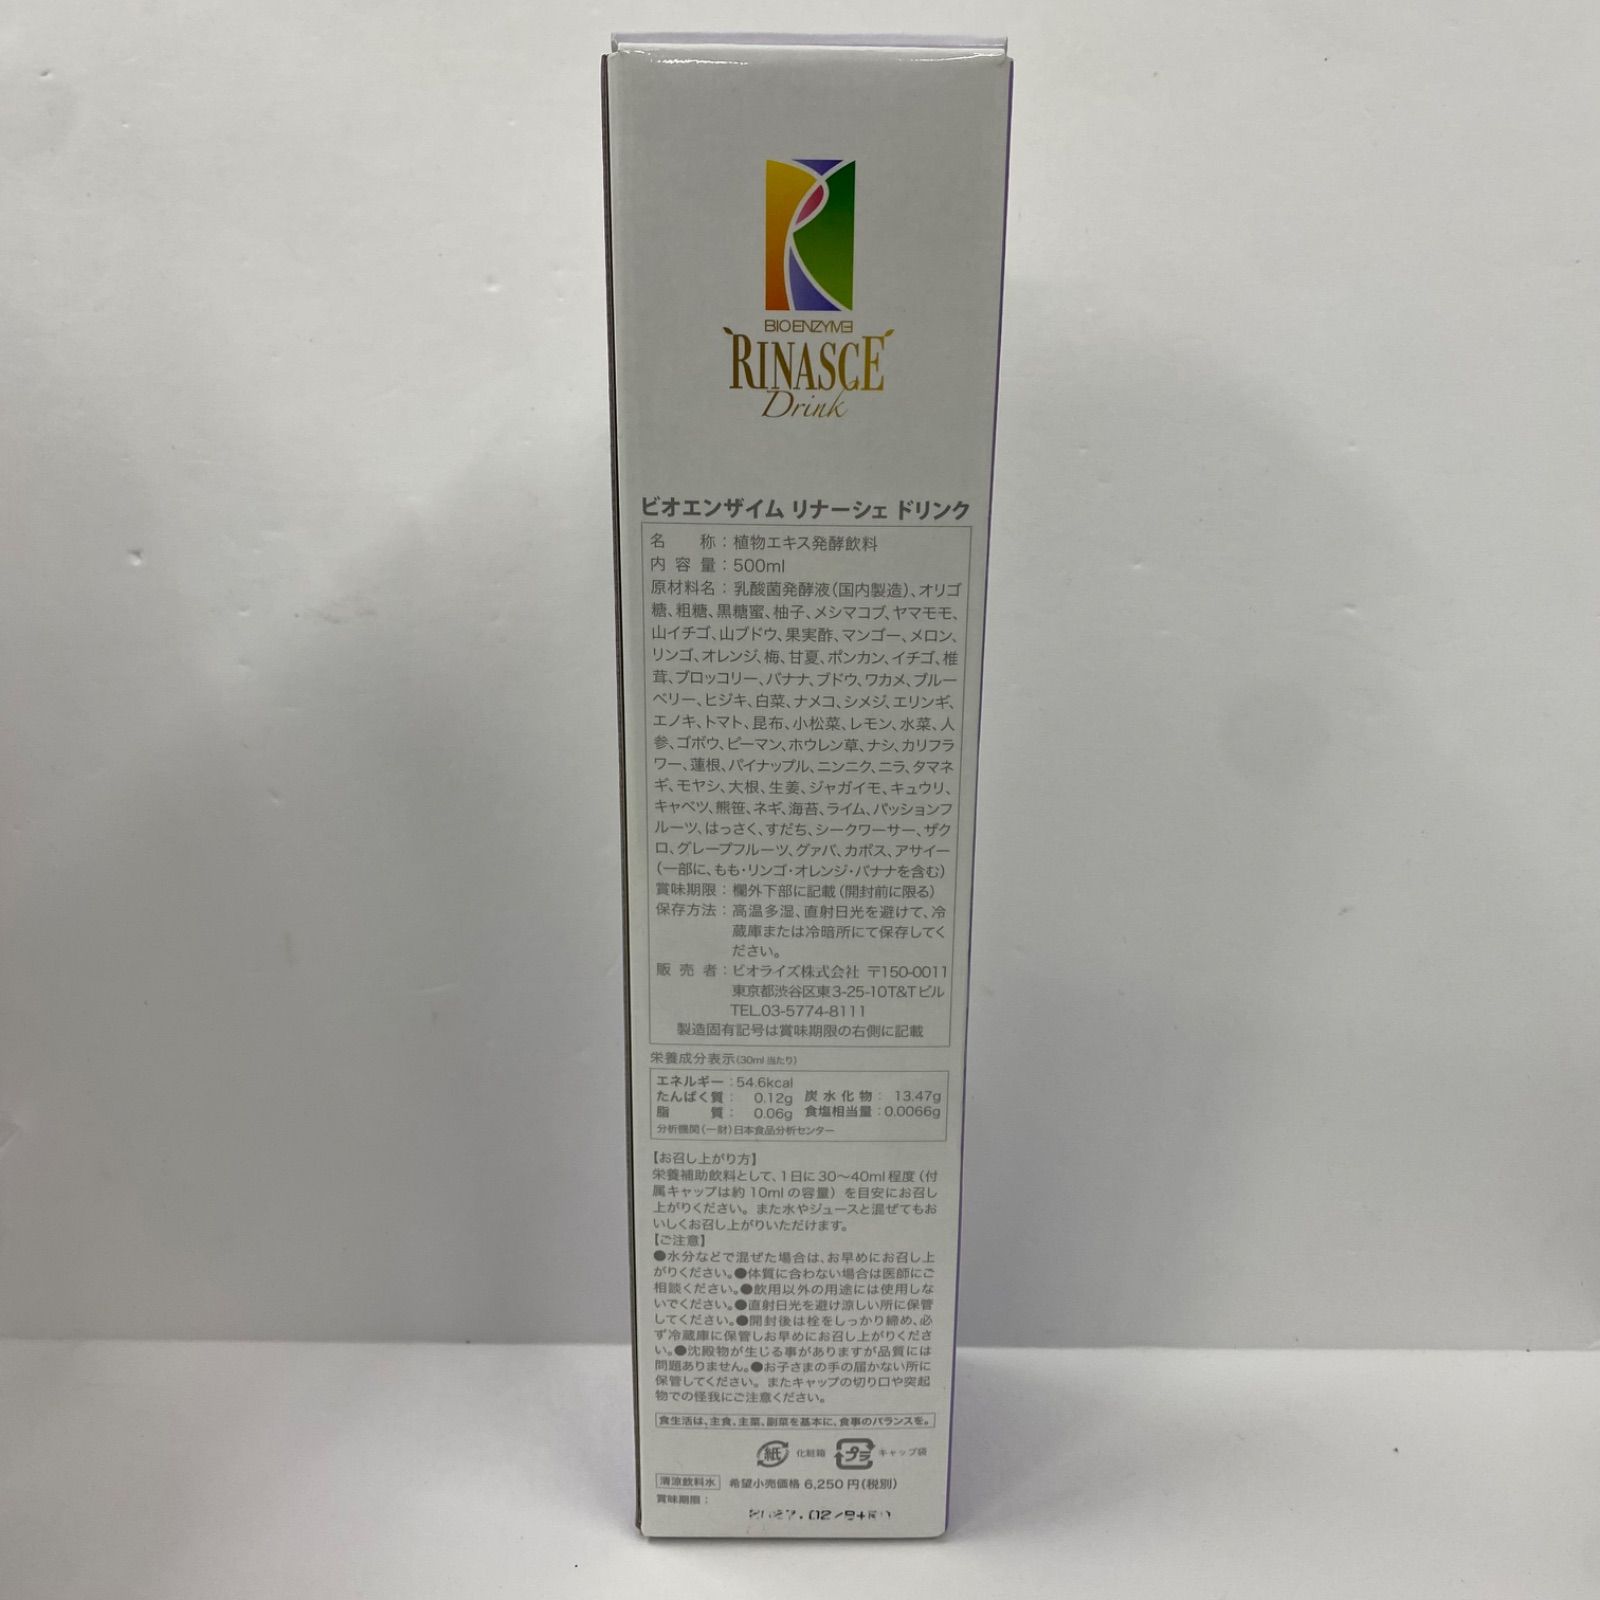 BIO ENZYME
RINASCE
Drink
ビオエンザイム リナーシェ ドリンク
名 称：植物エキス発酵飲料
内 容 量：500ml
原材料名：乳酸菌発酵液（国内製造）、オリゴ
糖、粗糖、黒糖蜜、柚子、メシマコブ、ヤマモモ、
山イチゴ、山ブドウ、果実酢、マンゴー、メロン、
リンゴ、オレンジ、梅、甘夏、ポンカン、イチゴ、椎
茸、ブロッコリー、バナナ、ブドウ、ワカメ、ブルー
ベリー、ヒジキ、白菜、ナメコ、シメジ、エリンギ、
エノキ、トマト、昆布、小松菜、レモン、水菜、人
参、ゴボウ、ピーマン、ホウレン草、ナシ、カリフラ
ワー、蓮根、パイナップル、ニンニク、ニラ、タマネ
ギ、モヤシ、大根、生姜、ジャガイモ、キュウリ、
キャベツ、熊笹、ネギ、海苔、ライム、パッションフ
ルーツ、はっさく、すだち、シークワーサー、ザク
ロ、グレープフルーツ、グァバ、カボス、アサイー
（一部に、もも・リンゴ・オレンジ・バナナを含む）
賞味期限：欄外下部に記載（開封前に限る）
保存方法：高温多湿、直射日光を避けて、冷
蔵庫または冷暗所にて保存してく
ださい。
販 売 者：ビオライズ株式会社 〒150-0011
東京都渋谷区東3-25-10T&Tビル
TEL.03-5774-8111
製造固有記号は賞味期限の右側に記載
栄養成分表示（30ml当たり）
エネルギー：54.6kcal
たんぱく質： 0.12g 炭水化物： 13.47g
脂 質： 0.06g 食塩相当量：0.0066g
分析機関（一財）日本食品分析センター
【お召し上がり方】
栄養補助飲料として、1日に30〜40ml程度（付
属キャップは約10mlの容量）を目安にお召し
上がりください。また水やジュースと混ぜてもお
いしくお召し上がりいただけます。
【ご注意】
●水分などで混ぜた場合は、お早めにお召し上
がりください。●体質に合わない場合は医師にご
相談ください。●飲用以外の用途には使用しな
いでください。●直射日光を避け涼しい所に保管
してください。●開封後は栓をしっかり締め、必
ず冷蔵庫に保管しお早めにお召し上がりくださ
い。●沈殿物が生じる事がありますが品質には
問題ありません。●お子さまの手の届かない所に
保管してください。またキャップの切り口や突起
物での怪我にご注意ください。
食生活は、主食、主菜、副菜を基本に、食事のバランスを。
紙 化粧箱 プラ キャップ袋
清涼飲料水 希望小売価格 6,250円（税別）
賞味期限：